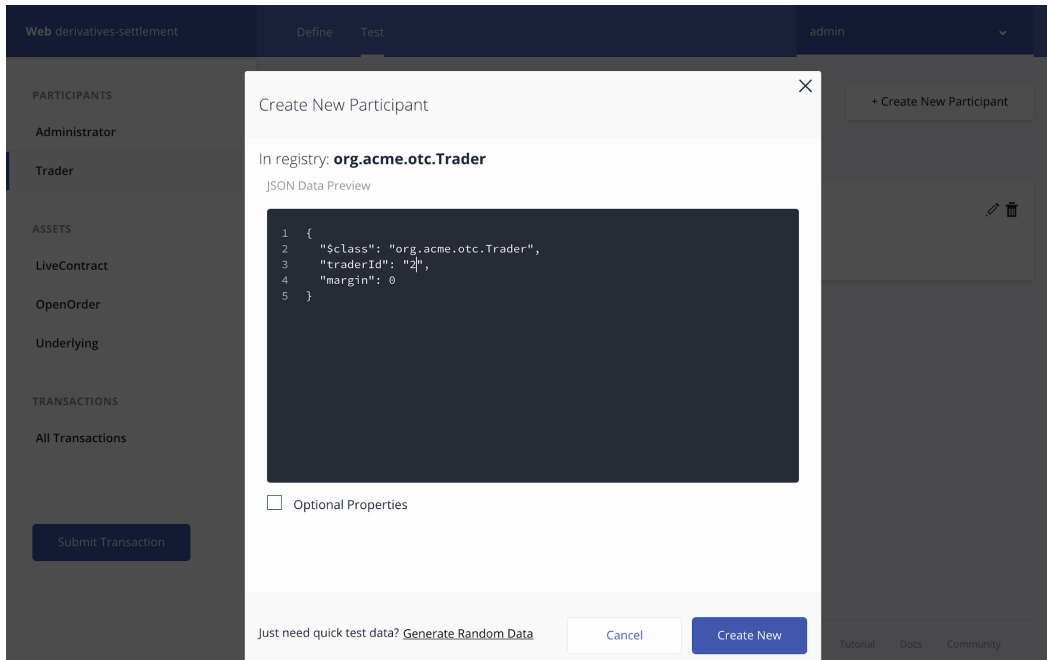 Web derivatives-settlement
Define
Test
admin
PARTICIPANTS
Administrator
Trader
ASSETS
LiveContract
OpenOrder
Underlying
TRANSACTIONS
All Transactions
Submit Transaction
+ Create New Participant
Create New Participant
In registry: org.acme.otc.Trader
JSON Data Preview
1 {
2 "$class": "org.acme.otc.Trader",
3 "traderId": "2",
4 "margin": 0
5 }
Optional Properties
Just need quick test data? Generate Random Data
Cancel
Create New
Tutorial
Docs
Community